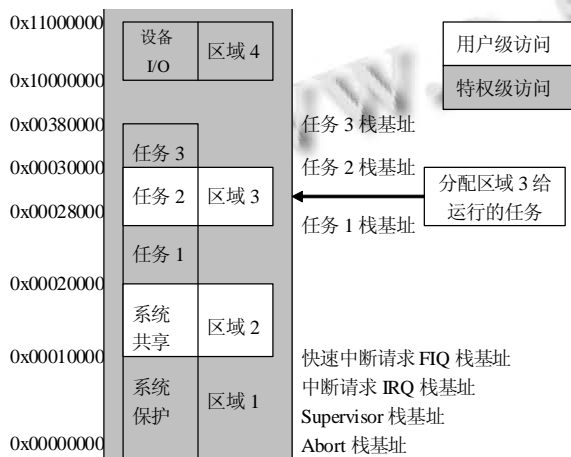 0x11000000
设备
I/O
区域 4
用户级访问
0x10000000
特权级访问
0x00380000
任务 3 栈基址
任务 3
0x00030000
任务 2 栈基址
任务 2
区域 3
分配区域 3 给
运行的任务
0x00028000
任务 1 栈基址
任务 1
0x00020000
系统
共享
区域 2
0x00010000
快速中断请求 FIQ 栈基址
系统
保护
区域 1
中断请求 IRQ 栈基址
Supervisor 栈基址
0x00000000
Abort 栈基址